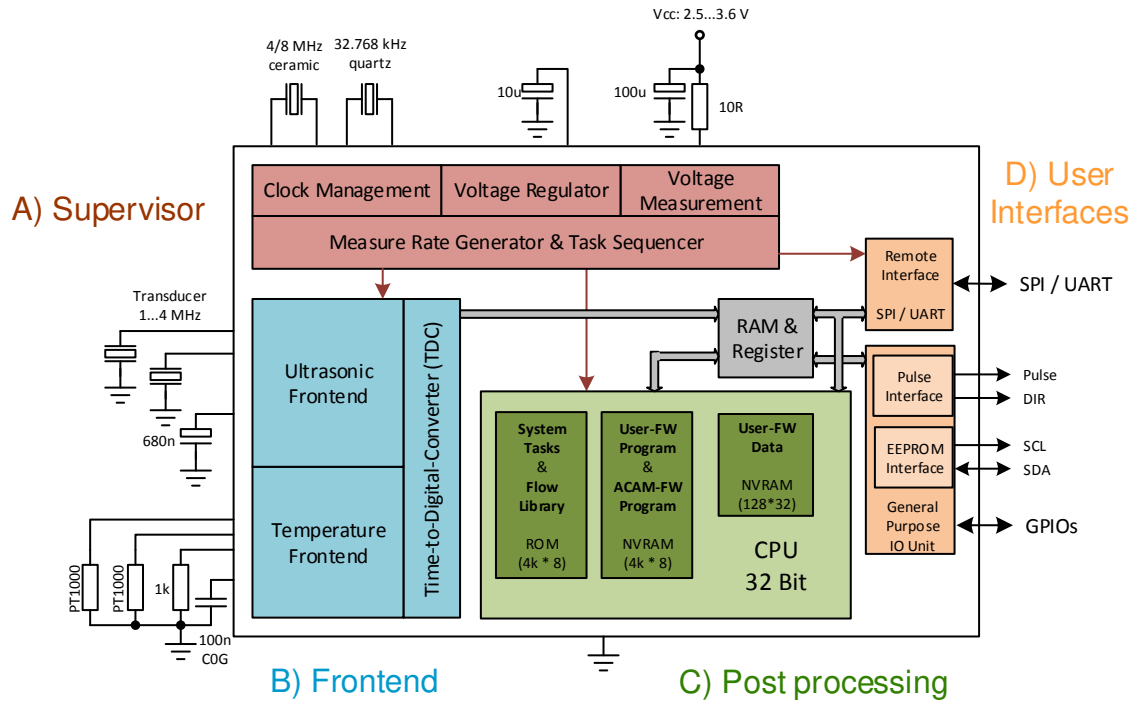 Vcc: 2.5...3.6 V
4/8 MHz
ceramic
32.768 kHz
quartz
10u
100u
10R
A) Supervisor
Clock Management
Voltage Regulator
Voltage
Measurement
Measure Rate Generator & Task Sequencer
D) User
Interfaces
Remote
Interface
SPI / UART
SPI / UART
Transducer
1...4 MHz
680n
Ultrasonic
Frontend
Temperature
Frontend
Time-to-Digital-Converter (TDC)
RAM &
Register
Pulse
Interface
Pulse
DIR
EEPROM
Interface
SCL
SDA
General
Purpose
IO Unit
GPIOs
System
Tasks
&
Flow
Library
ROM
(4k * 8)
User-FW
Program
&
ACAM-FW
Program
NVRAM
(4k * 8)
User-FW
Data
NVRAM
(128*32)
CPU
32 Bit
PT1000
PT1000
1k
100n
C0G
B) Frontend
C) Post processing